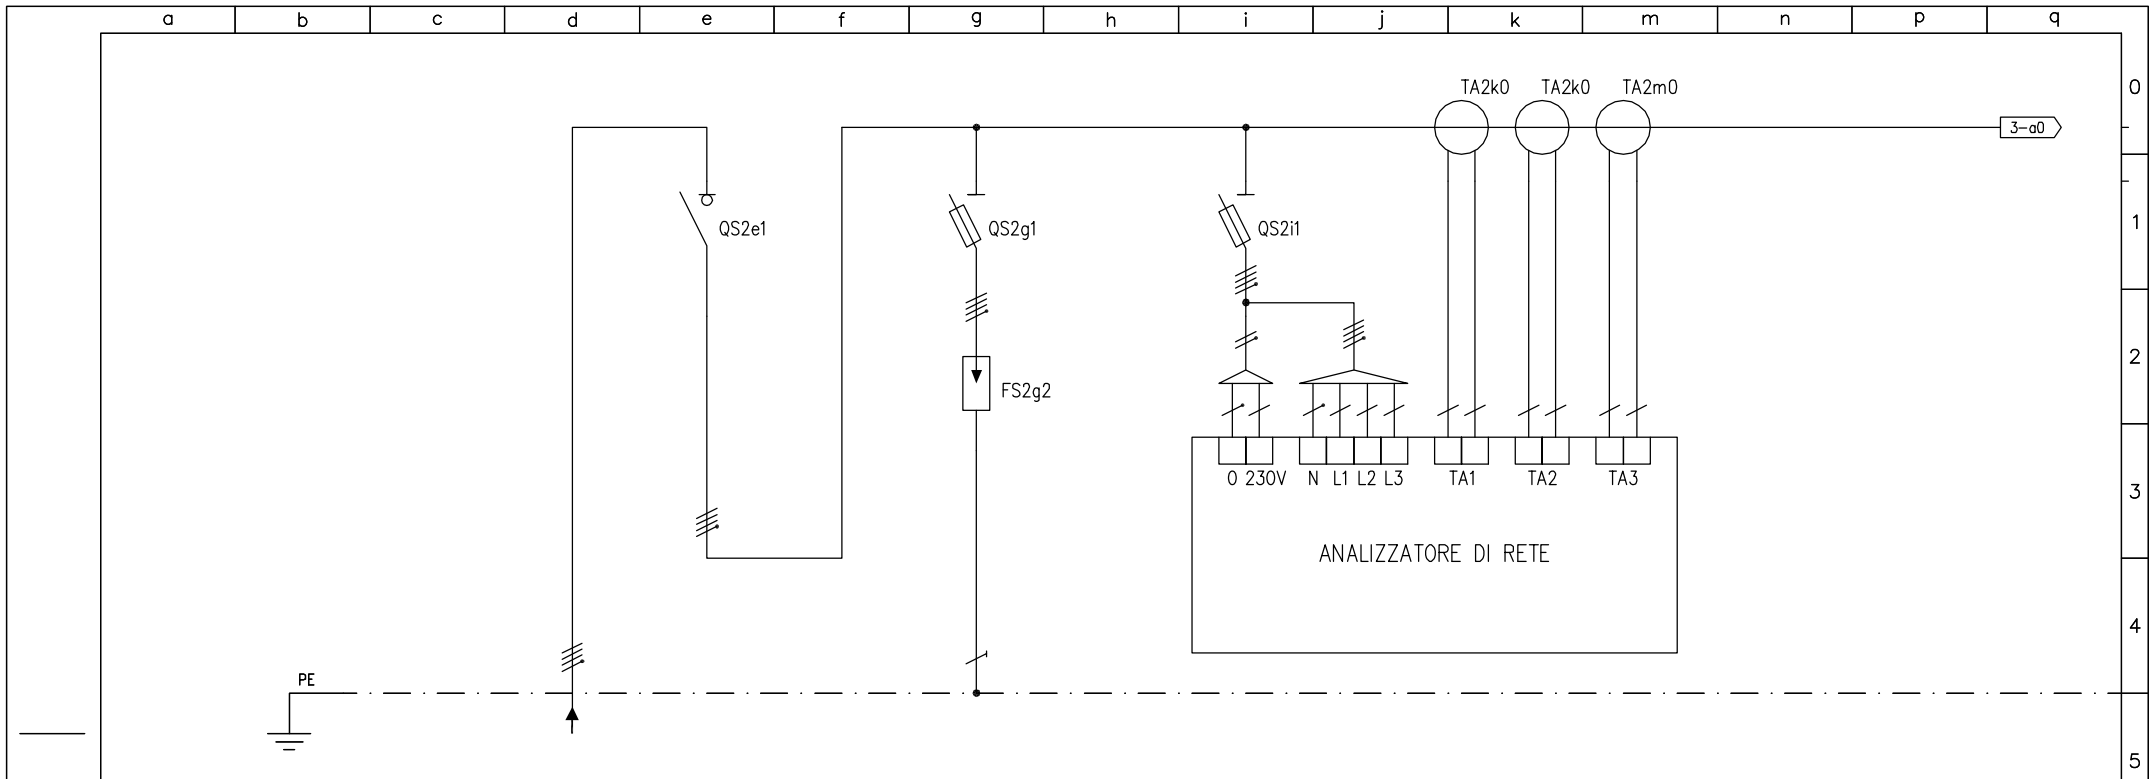 a b c d e f g h i j k m n p q
0
TA2k0 TA2k0 TA2m0
3-a0
1
QS2e1 QS2g1 QS2i1
2
FS2g2
0 230V N L1 L2 L3 TA1 TA2 TA3
3
ANALIZZATORE DI RETE
4
PE
5